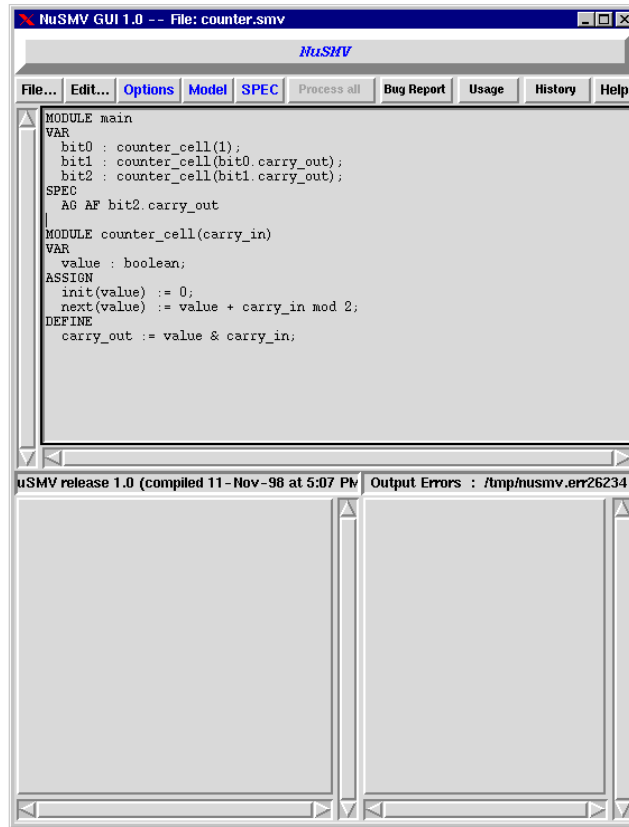 NuSMV GUI 1.0 -- File: counter.smv
NuSMV
File... Edit... Options Model SPEC Process all Bug Report Usage History Help
MODULE main
VAR
  bit0 : counter_cell(1);
  bit1 : counter_cell(bit0.carry_out);
  bit2 : counter_cell(bit1.carry_out);
SPEC
  AG AF bit2.carry_out
MODULE counter_cell(carry_in)
VAR
  value : boolean;
ASSIGN
  init(value) := 0;
  next(value) := value + carry_in mod 2;
DEFINE
  carry_out := value & carry_in;
uSMV release 1.0 (compiled 11-Nov-98 at 5:07 PM
Output Errors : /tmp/nusmv.err26234